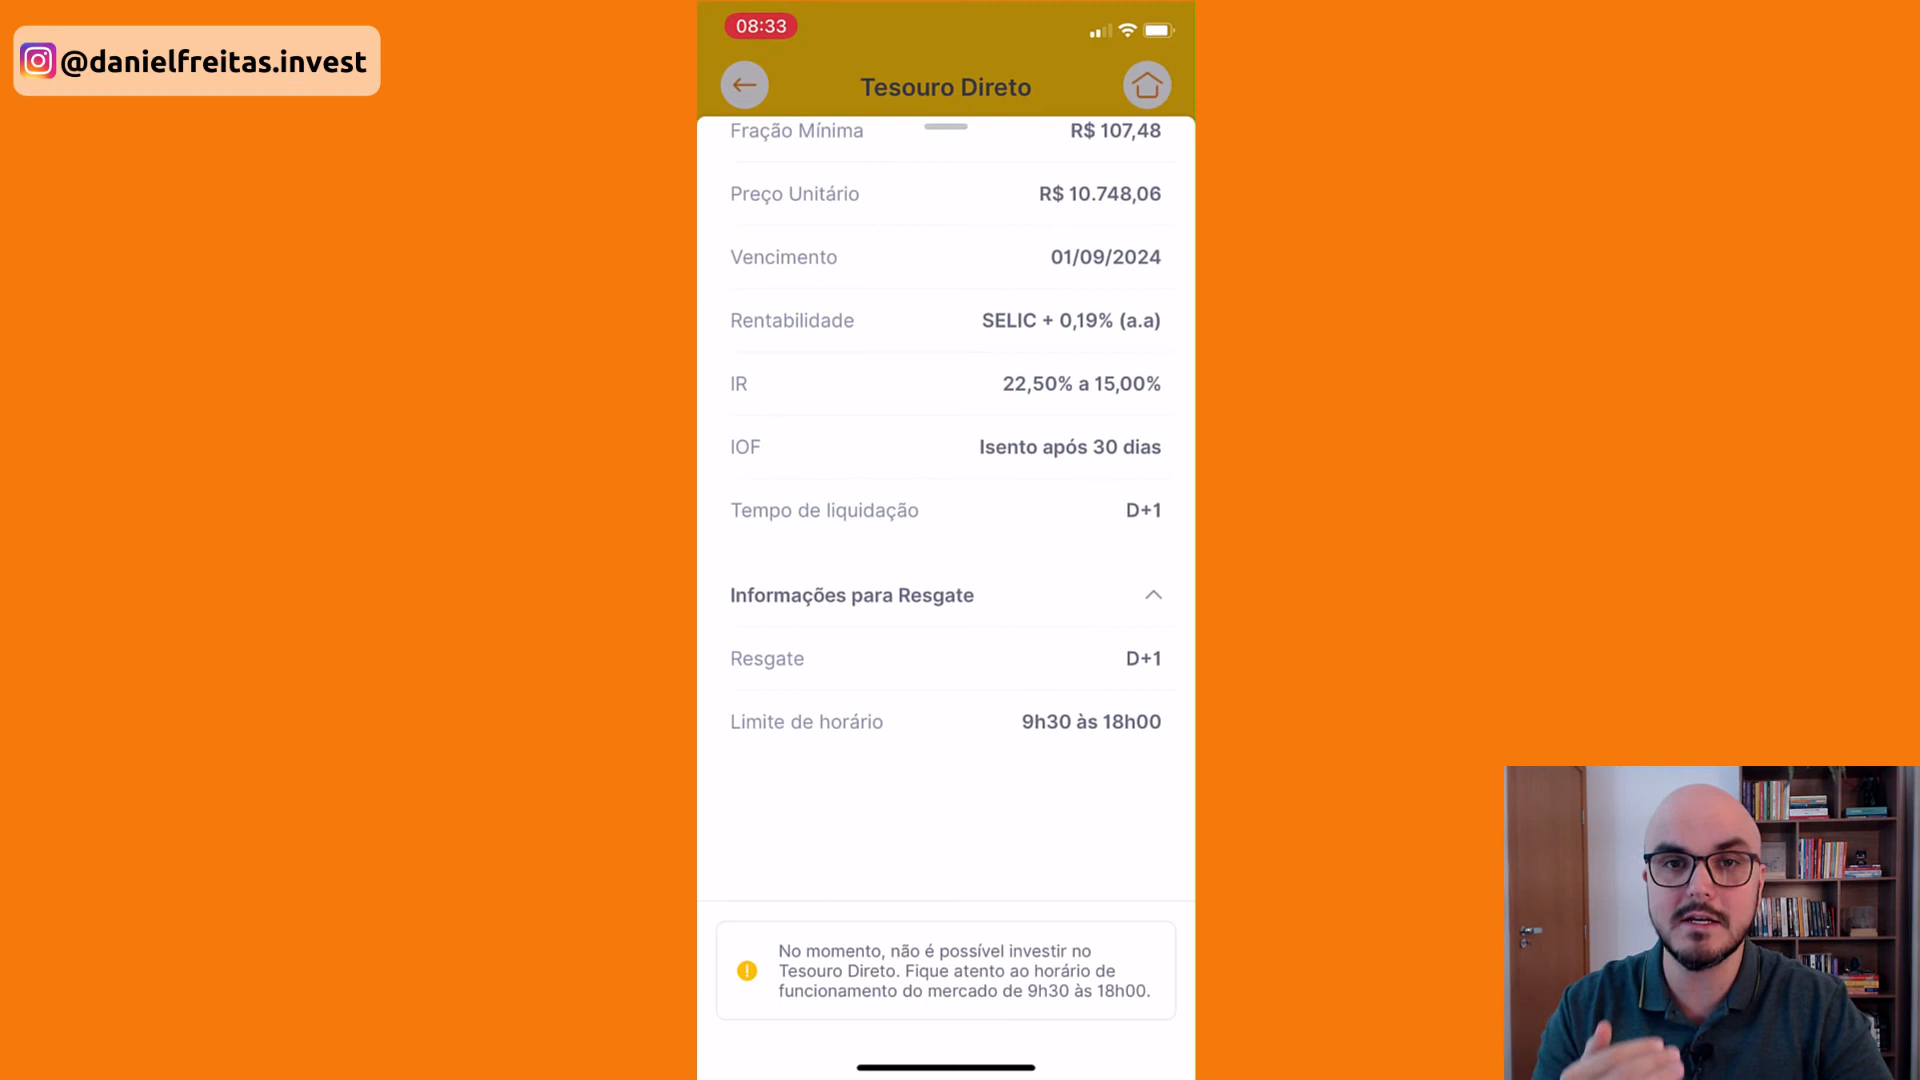 @danielfreitas.invest
08:33
Tesouro Direto
Fração Mínima R$ 107,48
Preço Unitário R$ 10.748,06
Vencimento 01/09/2024
Rentabilidade SELIC + 0,19% (a.a)
IR 22,50% a 15,00%
IOF Isento após 30 dias
Tempo de liquidação D+1
Informações para Resgate
Resgate D+1
Limite de horário 9h30 às 18h00
No momento, não é possível investir no
Tesouro Direto. Fique atento ao horário de
funcionamento do mercado de 9h30 às 18h00.